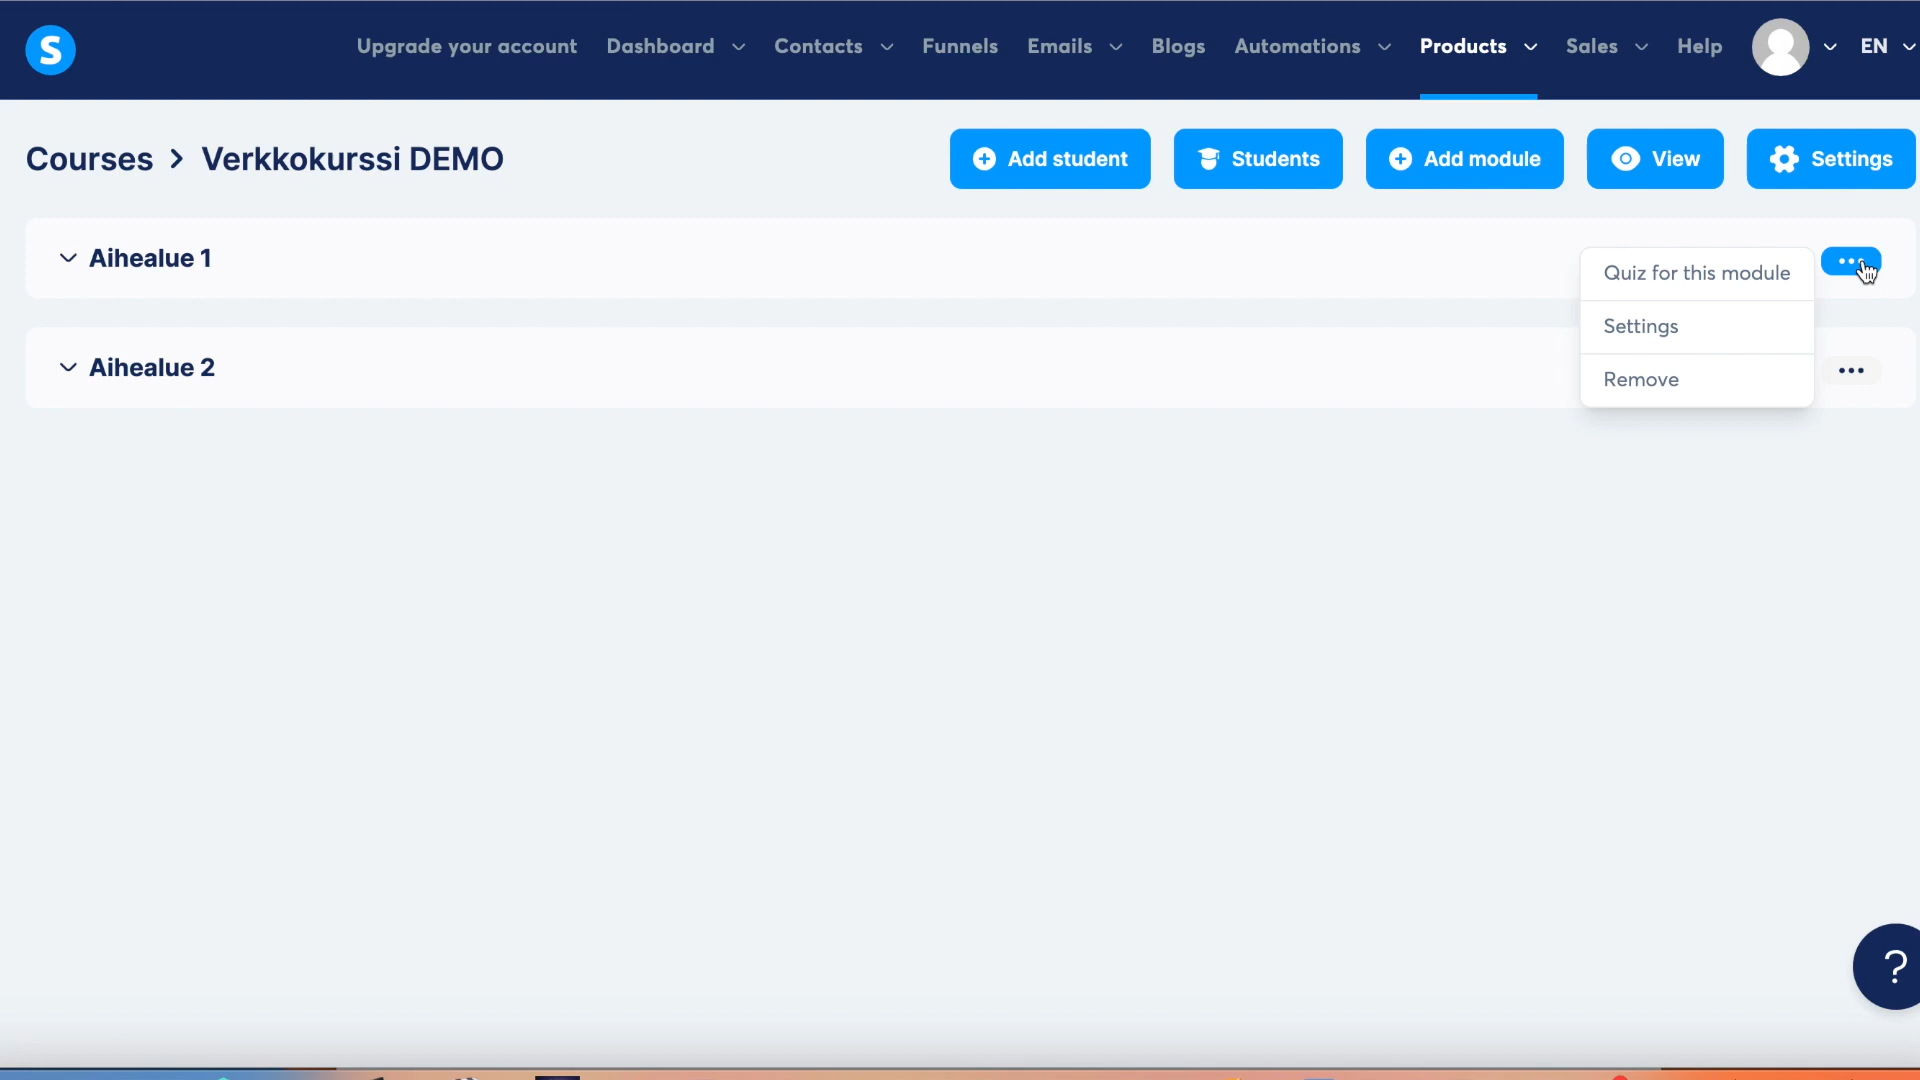 S
Upgrade your account Dashboard Contacts Funnels Emails Blogs Automations Products Sales Help EN
Courses > Verkkokurssi DEMO
Add student Students Add module View Settings
Aihealue 1
Quiz for this module
Settings
Aihealue 2
Remove
?